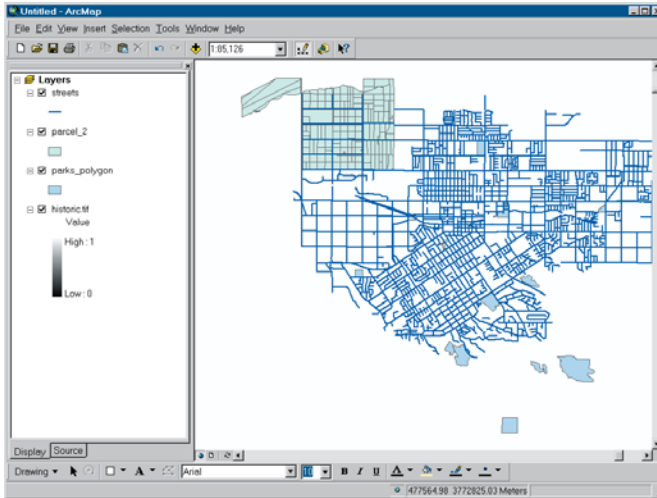 Untitled - ArcMap
File Edit View Insert Selection Tools Window Help
1:85,126
Layers
streets
parcel_2
parks_polygon
historic.tif
Value
High : 1
Low : 0
Display Source
Drawing A Arial 10 B I U A
477564.98 3772825.03 Meters